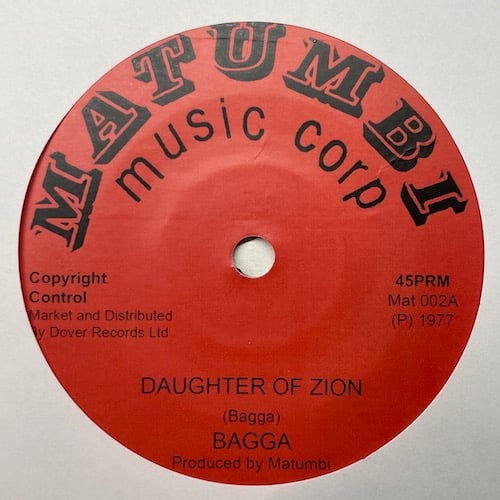 MATUMBI
music corp
Copyright
Control
Market and Distributed
By Dover Records Ltd
45PRM
Mat 002A
(P) 1977
DAUGHTER OF ZION
(Bagga)
BAGGA
Produced by Matumbi